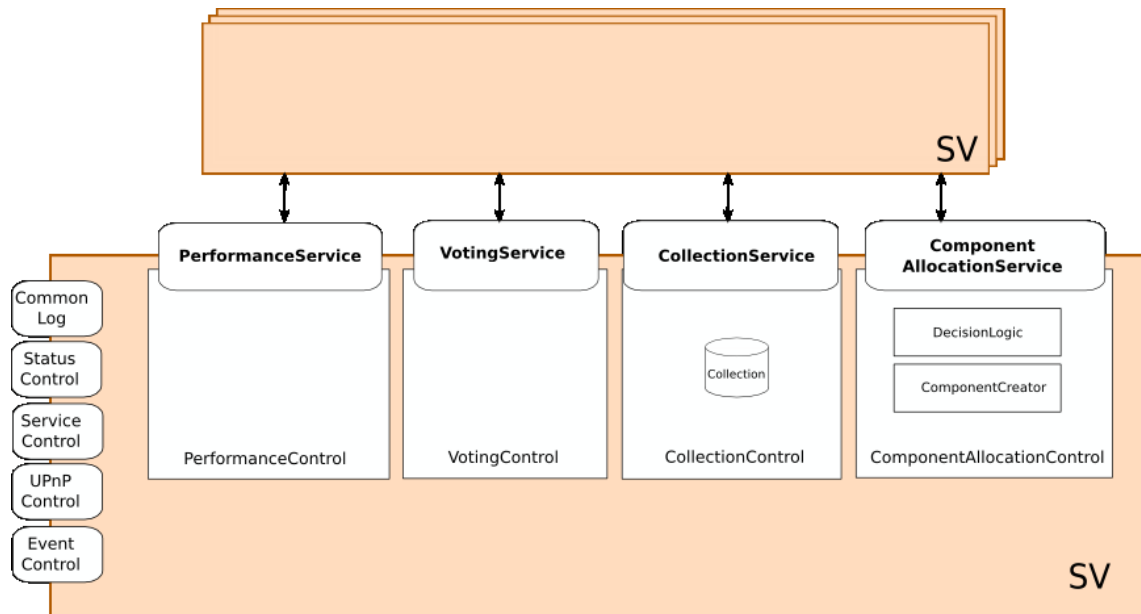 SV
PerformanceService
VotingService
CollectionService
Component
AllocationService
Common
Log
Status
Control
Service
Control
UPnP
Control
Event
Control
Collection
DecisionLogic
ComponentCreator
PerformanceControl
VotingControl
CollectionControl
ComponentAllocationControl
SV